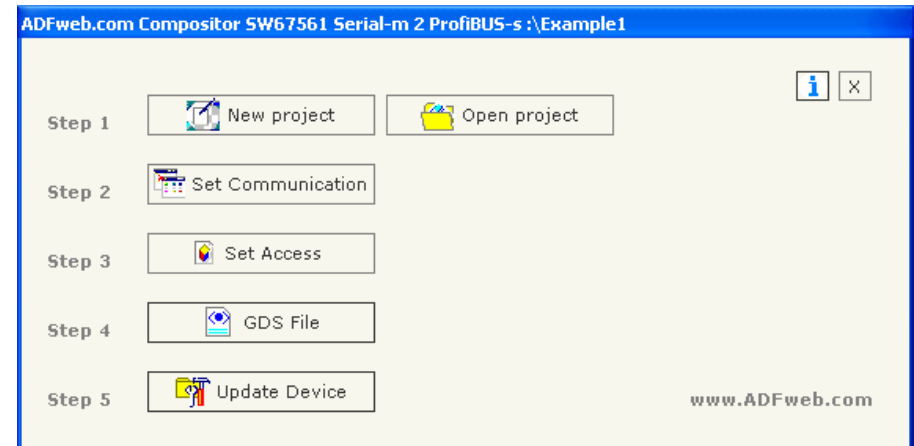 ADFweb.com Compositor SW67561 Serial-m 2 ProfiBUS-s :\Example1
i X
Step 1 New project Open project
Step 2 Set Communication
Step 3 Set Access
Step 4 GDS File
Step 5 Update Device
www.ADFweb.com